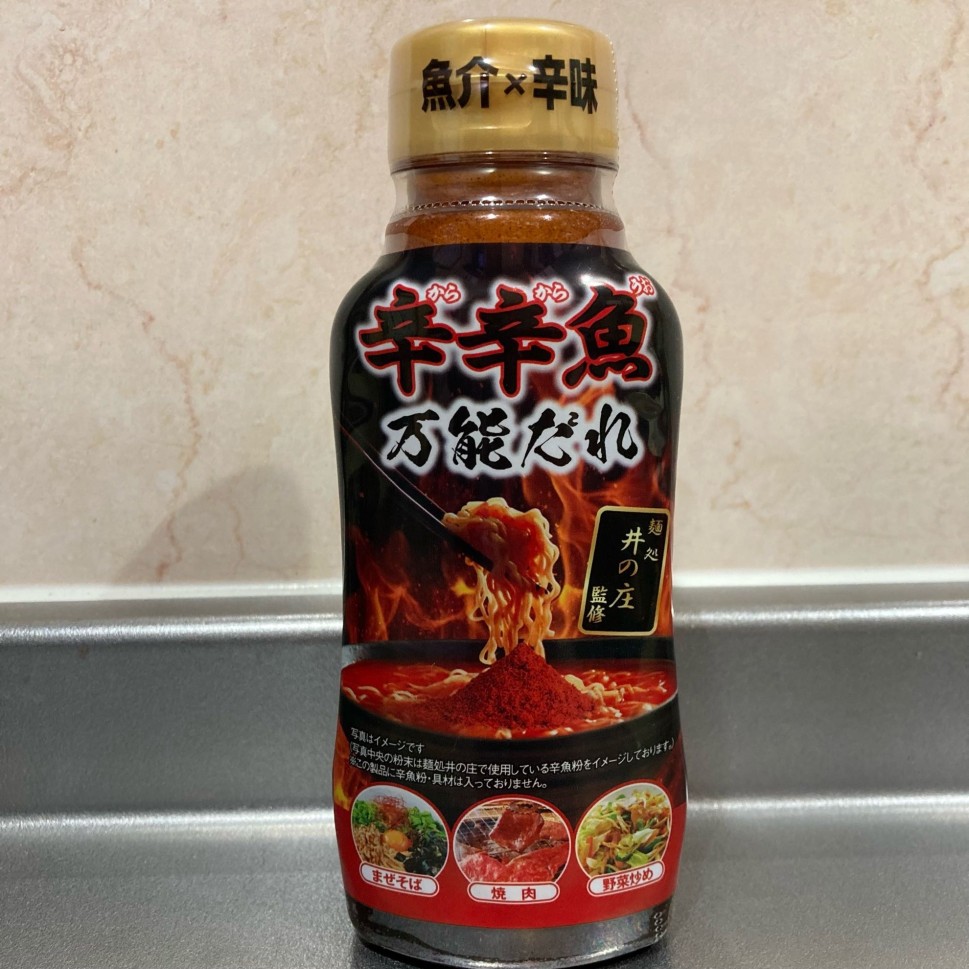 魚介×辛味
から から うお
辛辛魚
万能だれ
麺処
井の庄
監修
写真はイメージです
(写真中央の粉末は麺処井の庄で使用している辛魚粉をイメージしております。)
※この製品に辛魚粉・具材は入っておりません。
まぜそば
焼肉
野菜炒め